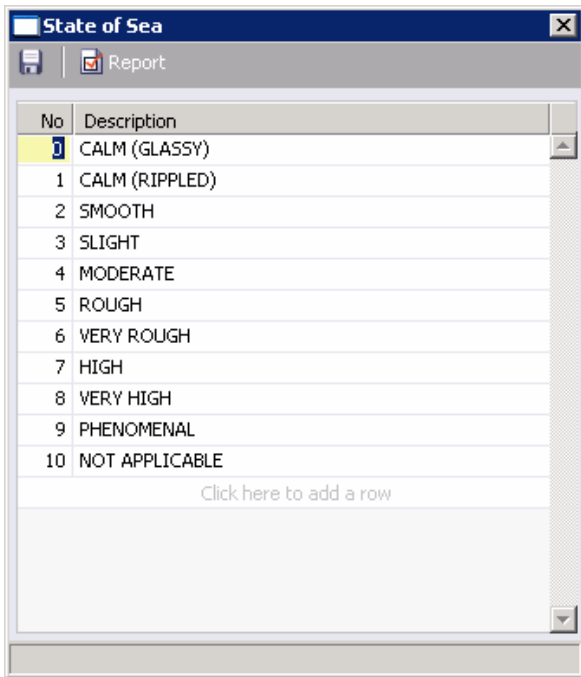 State of Sea
Report
No Description
0 CALM (GLASSY)
1 CALM (RIPPLED)
2 SMOOTH
3 SLIGHT
4 MODERATE
5 ROUGH
6 VERY ROUGH
7 HIGH
8 VERY HIGH
9 PHENOMENAL
10 NOT APPLICABLE
Click here to add a row